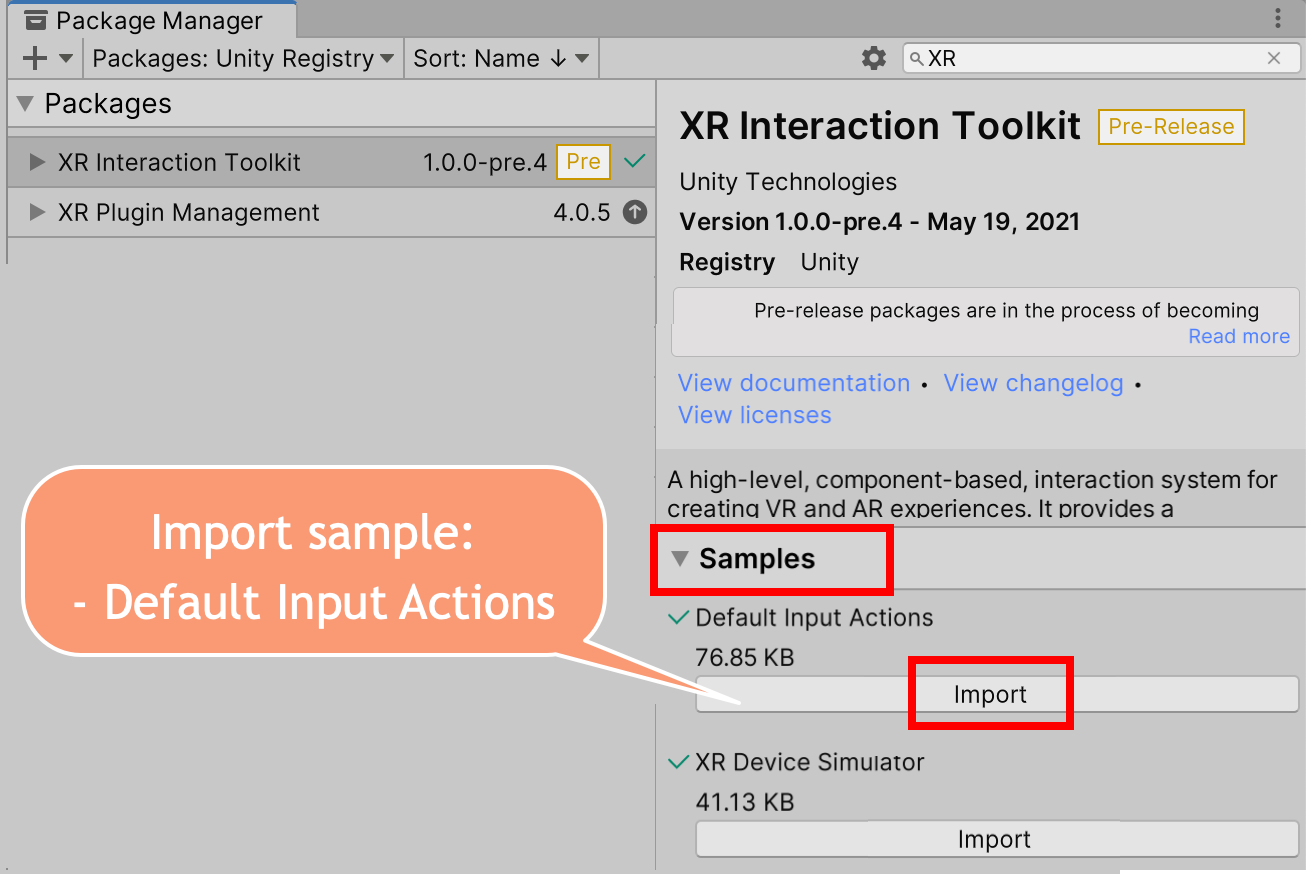 Package Manager
Packages: Unity Registry
Sort: Name ↓
XR
Packages
XR Interaction Toolkit 1.0.0-pre.4 Pre
XR Plugin Management 4.0.5
XR Interaction Toolkit Pre-Release
Unity Technologies
Version 1.0.0-pre.4 - May 19, 2021
Registry Unity
Pre-release packages are in the process of becoming
Read more
View documentation • View changelog •
View licenses
A high-level, component-based, interaction system for
creating VR and AR experiences. It provides a
Samples
Default Input Actions
76.85 KB
Import
XR Device Simulator
41.13 KB
Import
Import sample:
- Default Input Actions